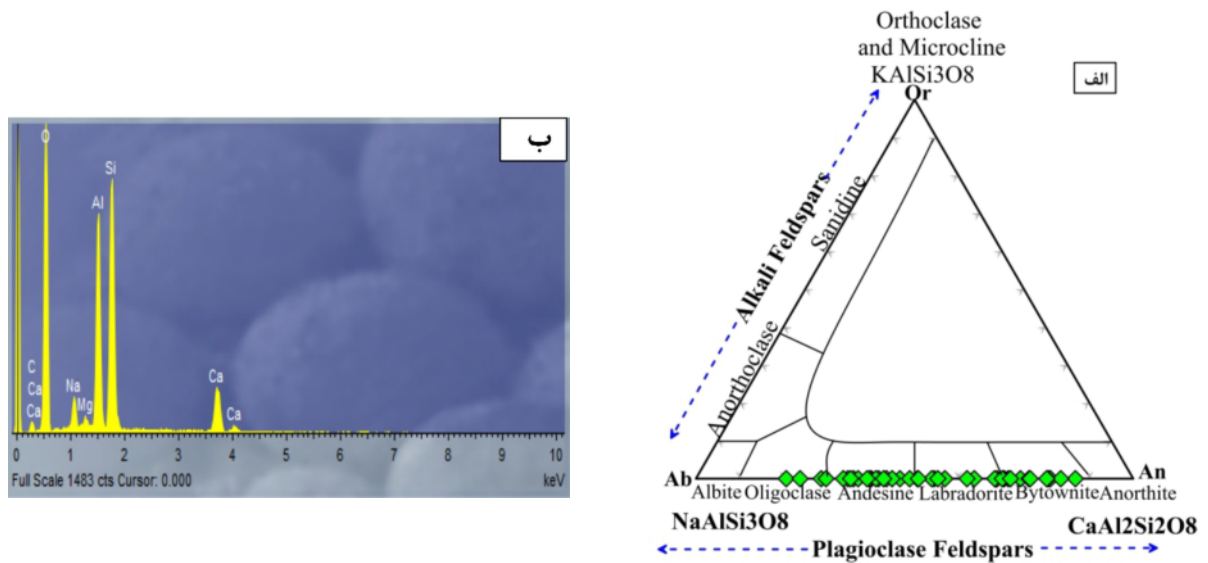 ب
O
Si
Al
C
Ca
Ca
Na
Mg
Ca
Ca
0 1 2 3 4 5 6 7 8 9 10
Full Scale 1483 cts Cursor: 0.000 keV
Orthoclase
and Microcline
KAlSi3O8
Or
الف
Alkali Feldspars
Sanidine
Anorthoclase
Ab
An
Albite Oligoclase Andesine Labradorite Bytownite Anorthite
NaAlSi3O8
CaAl2Si2O8
Plagioclase Feldspars